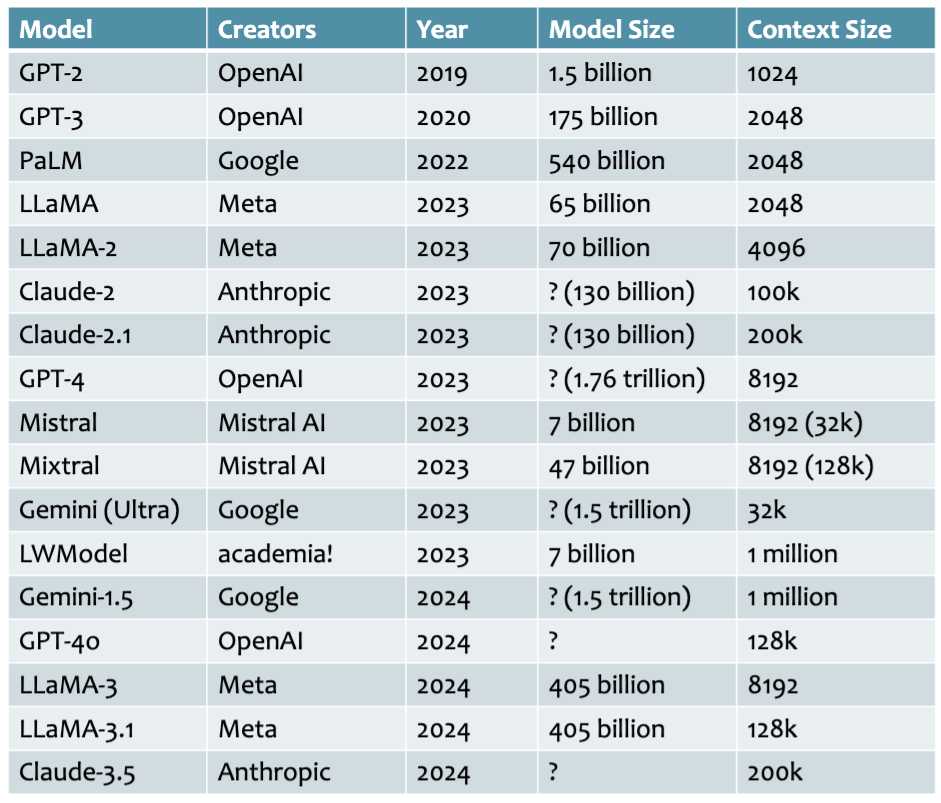 Model Creators Year Model Size Context Size
GPT-2 OpenAI 2019 1.5 billion 1024
GPT-3 OpenAI 2020 175 billion 2048
PaLM Google 2022 540 billion 2048
LLaMA Meta 2023 65 billion 2048
LLaMA-2 Meta 2023 70 billion 4096
Claude-2 Anthropic 2023 ? (130 billion) 100k
Claude-2.1 Anthropic 2023 ? (130 billion) 200k
GPT-4 OpenAI 2023 ? (1.76 trillion) 8192
Mistral Mistral AI 2023 7 billion 8192 (32k)
Mixtral Mistral AI 2023 47 billion 8192 (128k)
Gemini (Ultra) Google 2023 ? (1.5 trillion) 32k
LWModel academia! 2023 7 billion 1 million
Gemini-1.5 Google 2024 ? (1.5 trillion) 1 million
GPT-4o OpenAI 2024 ? 128k
LLaMA-3 Meta 2024 405 billion 8192
LLaMA-3.1 Meta 2024 405 billion 128k
Claude-3.5 Anthropic 2024 ? 200k